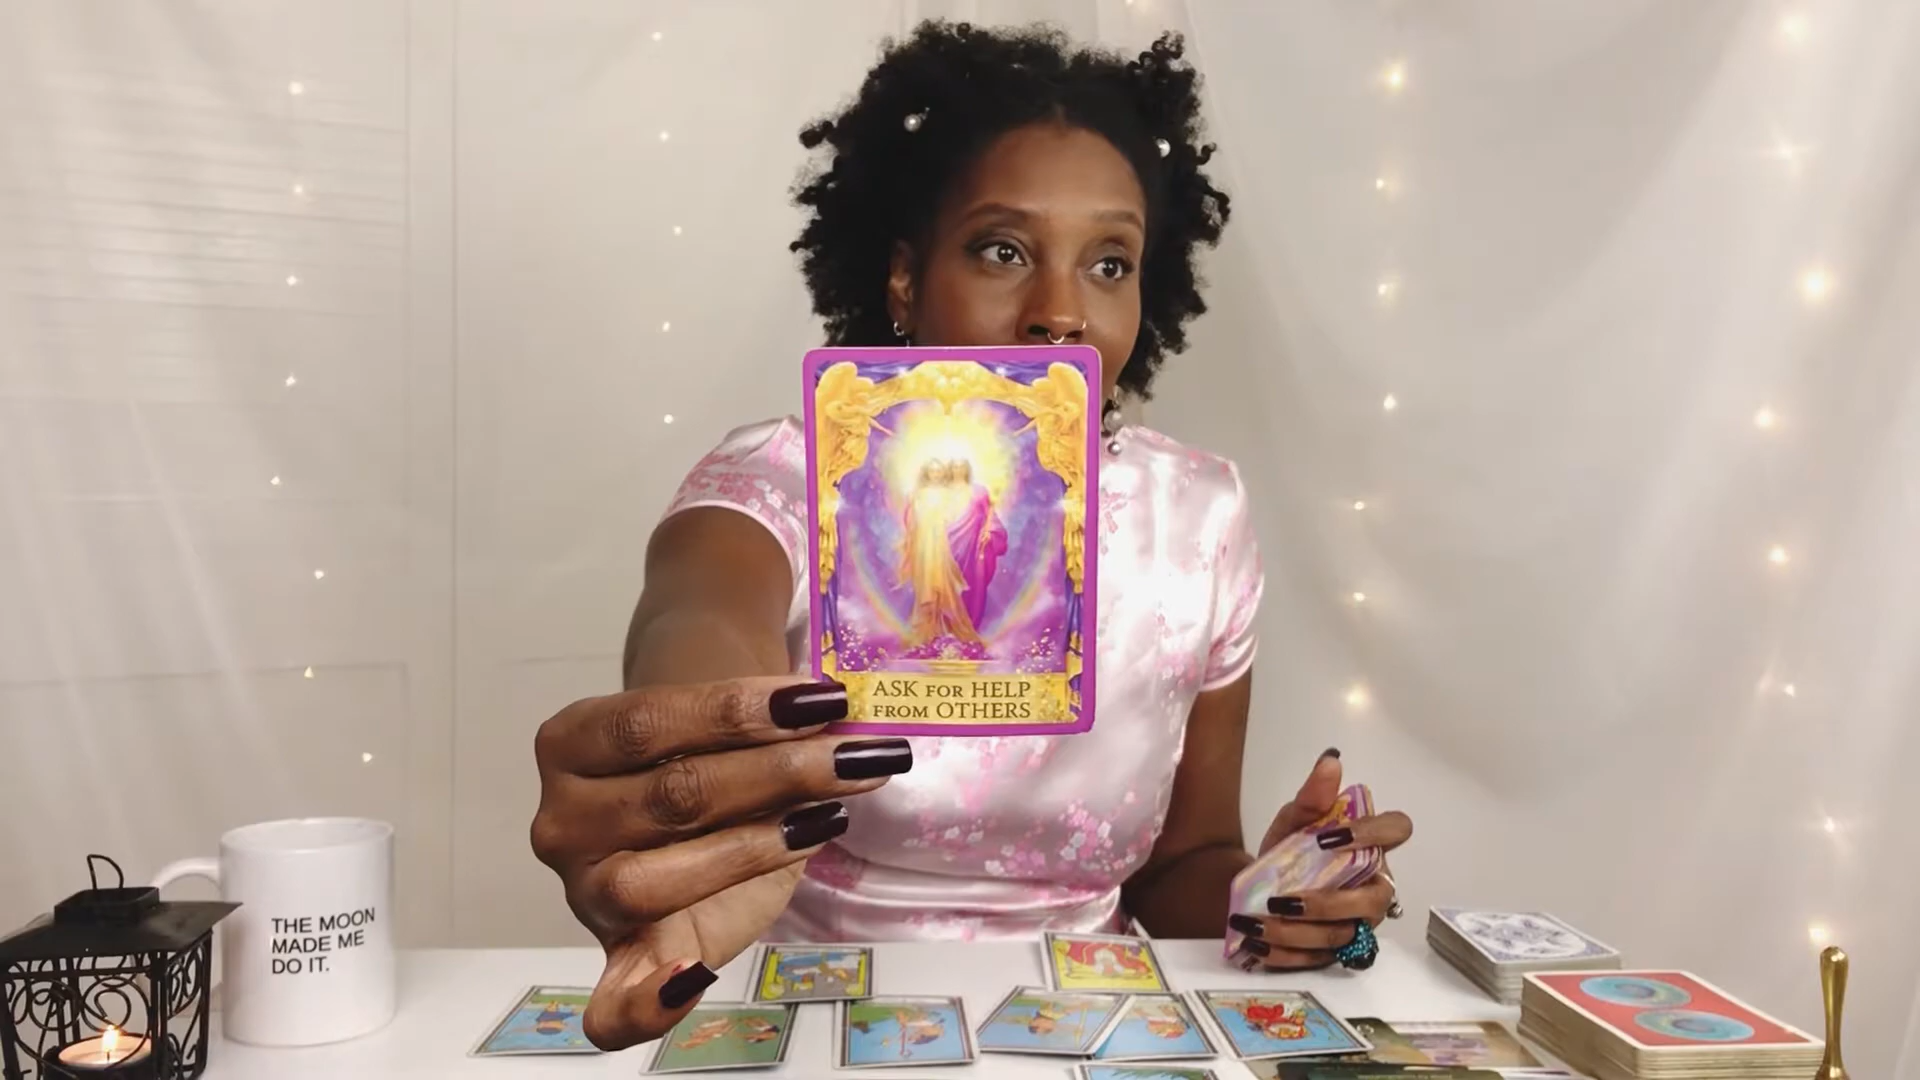 ASK FOR HELP
FROM OTHERS
THE MOON
MADE ME
DO IT.